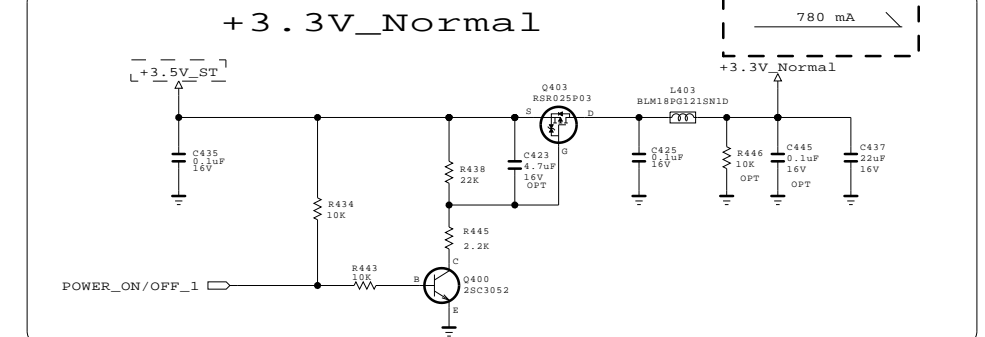 +3.3V_Normal
780 mA
+3.5V_ST
+3.3V_Normal
Q403
RSR025P03
L403
BLM18PG121SN1D
S
D
G
C435
0.1uF
16V
R438
22K
C423
4.7uF
16V
OPT
C425
0.1uF
16V
R446
10K
OPT
C445
0.1uF
16V
OPT
C437
22uF
16V
R434
10K
R445
2.2K
R443
10K
C
B
E
Q400
2SC3052
POWER_ON/OFF_1